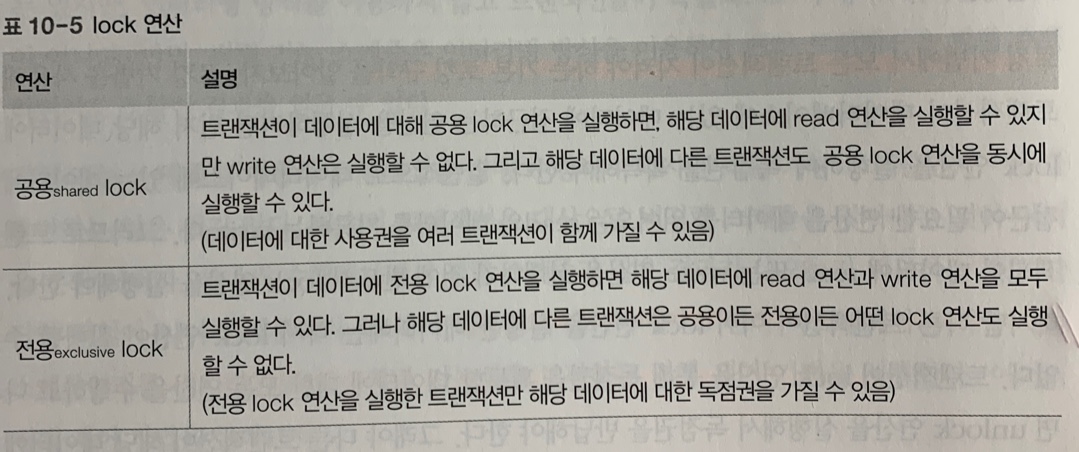 표 10-5 lock 연산
연산
설명
공용shared lock
트랜잭션이 데이터에 대해 공용 lock 연산을 실행하면, 해당 데이터에 read 연산을 실행할 수 있지
만 write 연산은 실행할 수 없다. 그리고 해당 데이터에 다른 트랜잭션도 공용 lock 연산을 동시에
실행할 수 있다.
(데이터에 대한 사용권을 여러 트랜잭션이 함께 가질 수 있음)
전용exclusive lock
트랜잭션이 데이터에 전용 lock 연산을 실행하면 해당 데이터에 read 연산과 write 연산을 모두
실행할 수 있다. 그러나 해당 데이터에 다른 트랜잭션은 공용이든 전용이든 어떤 lock 연산도 실행
할 수 없다.
(전용 lock 연산을 실행한 트랜잭션만 해당 데이터에 대한 독점권을 가질 수 있음)